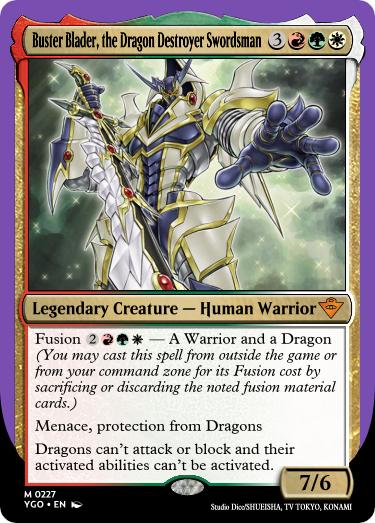 Buster Blader, the Dragon Destroyer Swordsman 3
Legendary Creature — Human Warrior
Fusion 2 — A Warrior and a Dragon
(You may cast this spell from outside the game or
from your command zone for its Fusion cost by
sacrificing or discarding the noted fusion material
cards.)
Menace, protection from Dragons
Dragons can't attack or block and their
activated abilities can't be activated.
7/6
M 0227
YGO • EN
Studio Dice/SHUEISHA, TV TOKYO, KONAMI